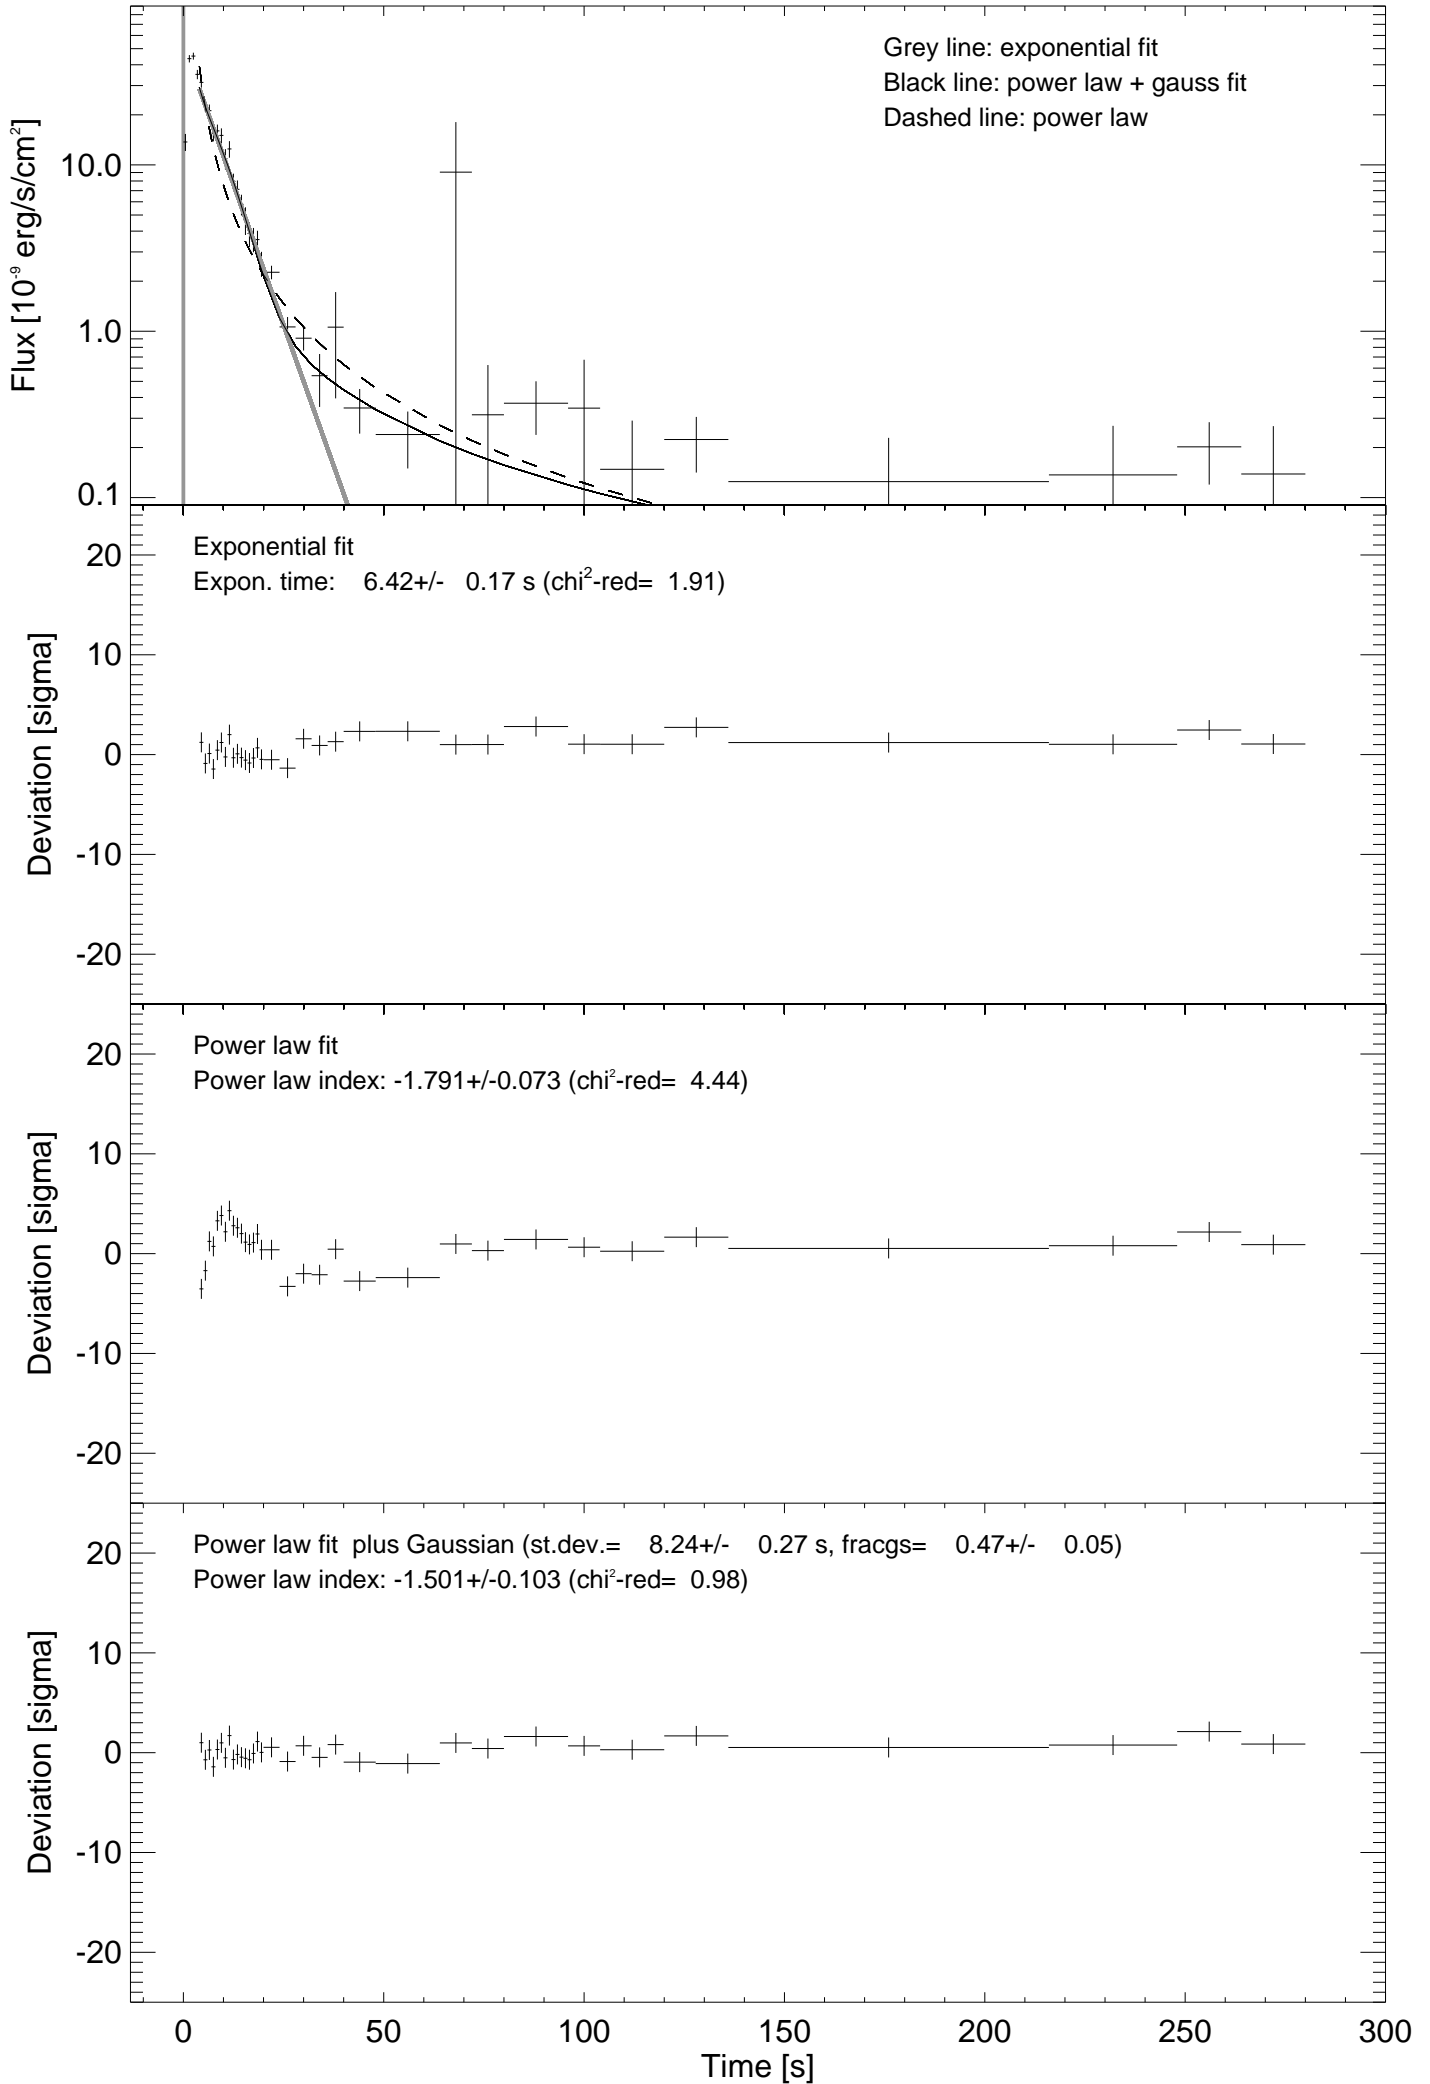 Grey line: exponential fit
Black line: power law + gauss fit
Dashed line: power law
Flux [10⁻⁹ erg/s/cm²]
10.0
1.0
0.1
Exponential fit
Expon. time: 6.42+/- 0.17 s (chi²-red= 1.91)
Deviation [sigma]
20
10
0
-10
-20
Power law fit
Power law index: -1.791+/-0.073 (chi²-red= 4.44)
Deviation [sigma]
20
10
0
-10
-20
Power law fit plus Gaussian (st.dev.= 8.24+/- 0.27 s, fracgs= 0.47+/- 0.05)
Power law index: -1.501+/-0.103 (chi²-red= 0.98)
Deviation [sigma]
20
10
0
-10
-20
0 50 100 150 200 250 300
Time [s]